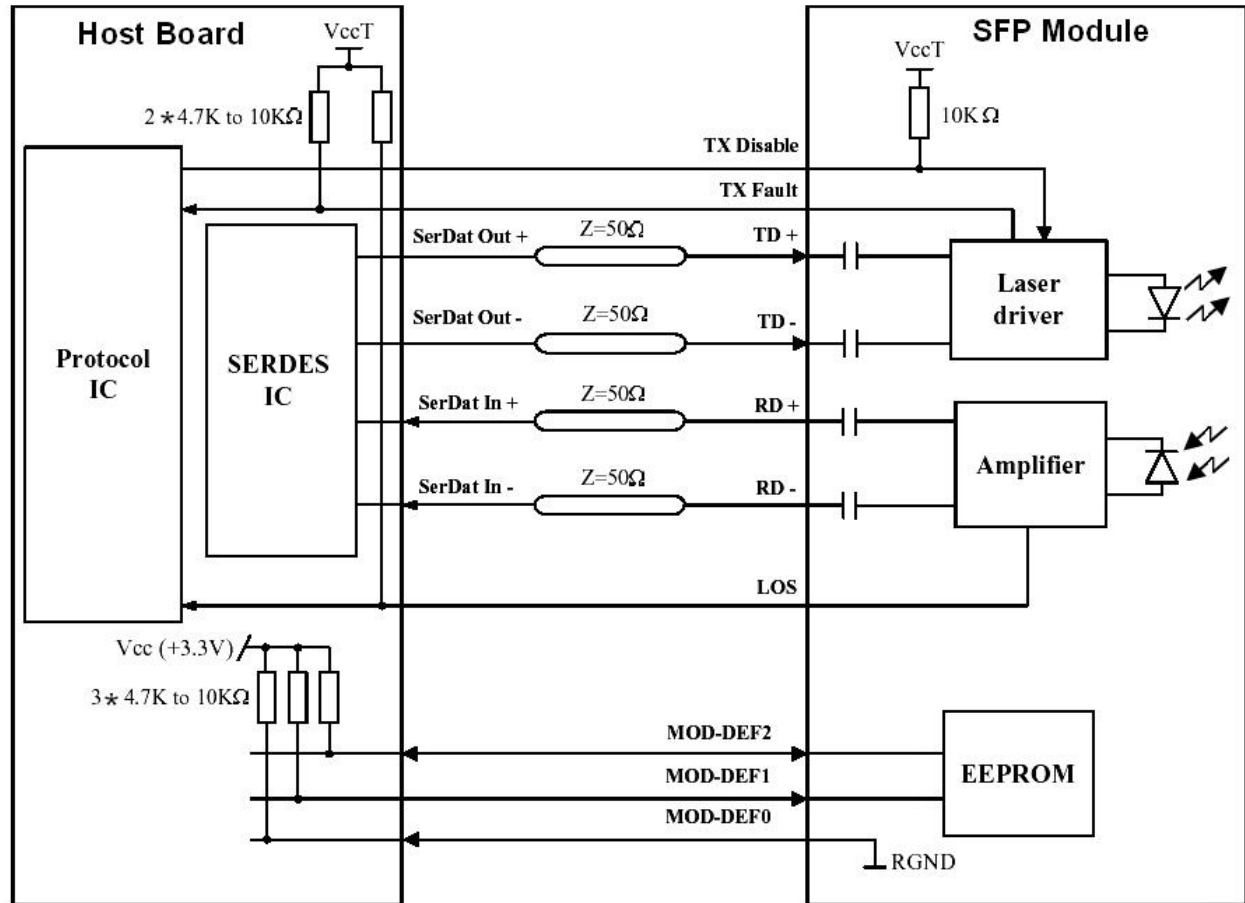 Host Board
SFP Module
VccT
VccT
2*4.7K to 10KΩ
10KΩ
TX Disable
TX Fault
SerDat Out +
Z=50Ω
TD +
SerDat Out -
Z=50Ω
TD -
Laser
driver
Protocol
IC
SERDES
IC
SerDat In +
Z=50Ω
RD +
SerDat In -
Z=50Ω
RD -
Amplifier
LOS
Vcc (+3.3V)
3*4.7K to 10KΩ
MOD-DEF2
MOD-DEF1
MOD-DEF0
EEPROM
RGND